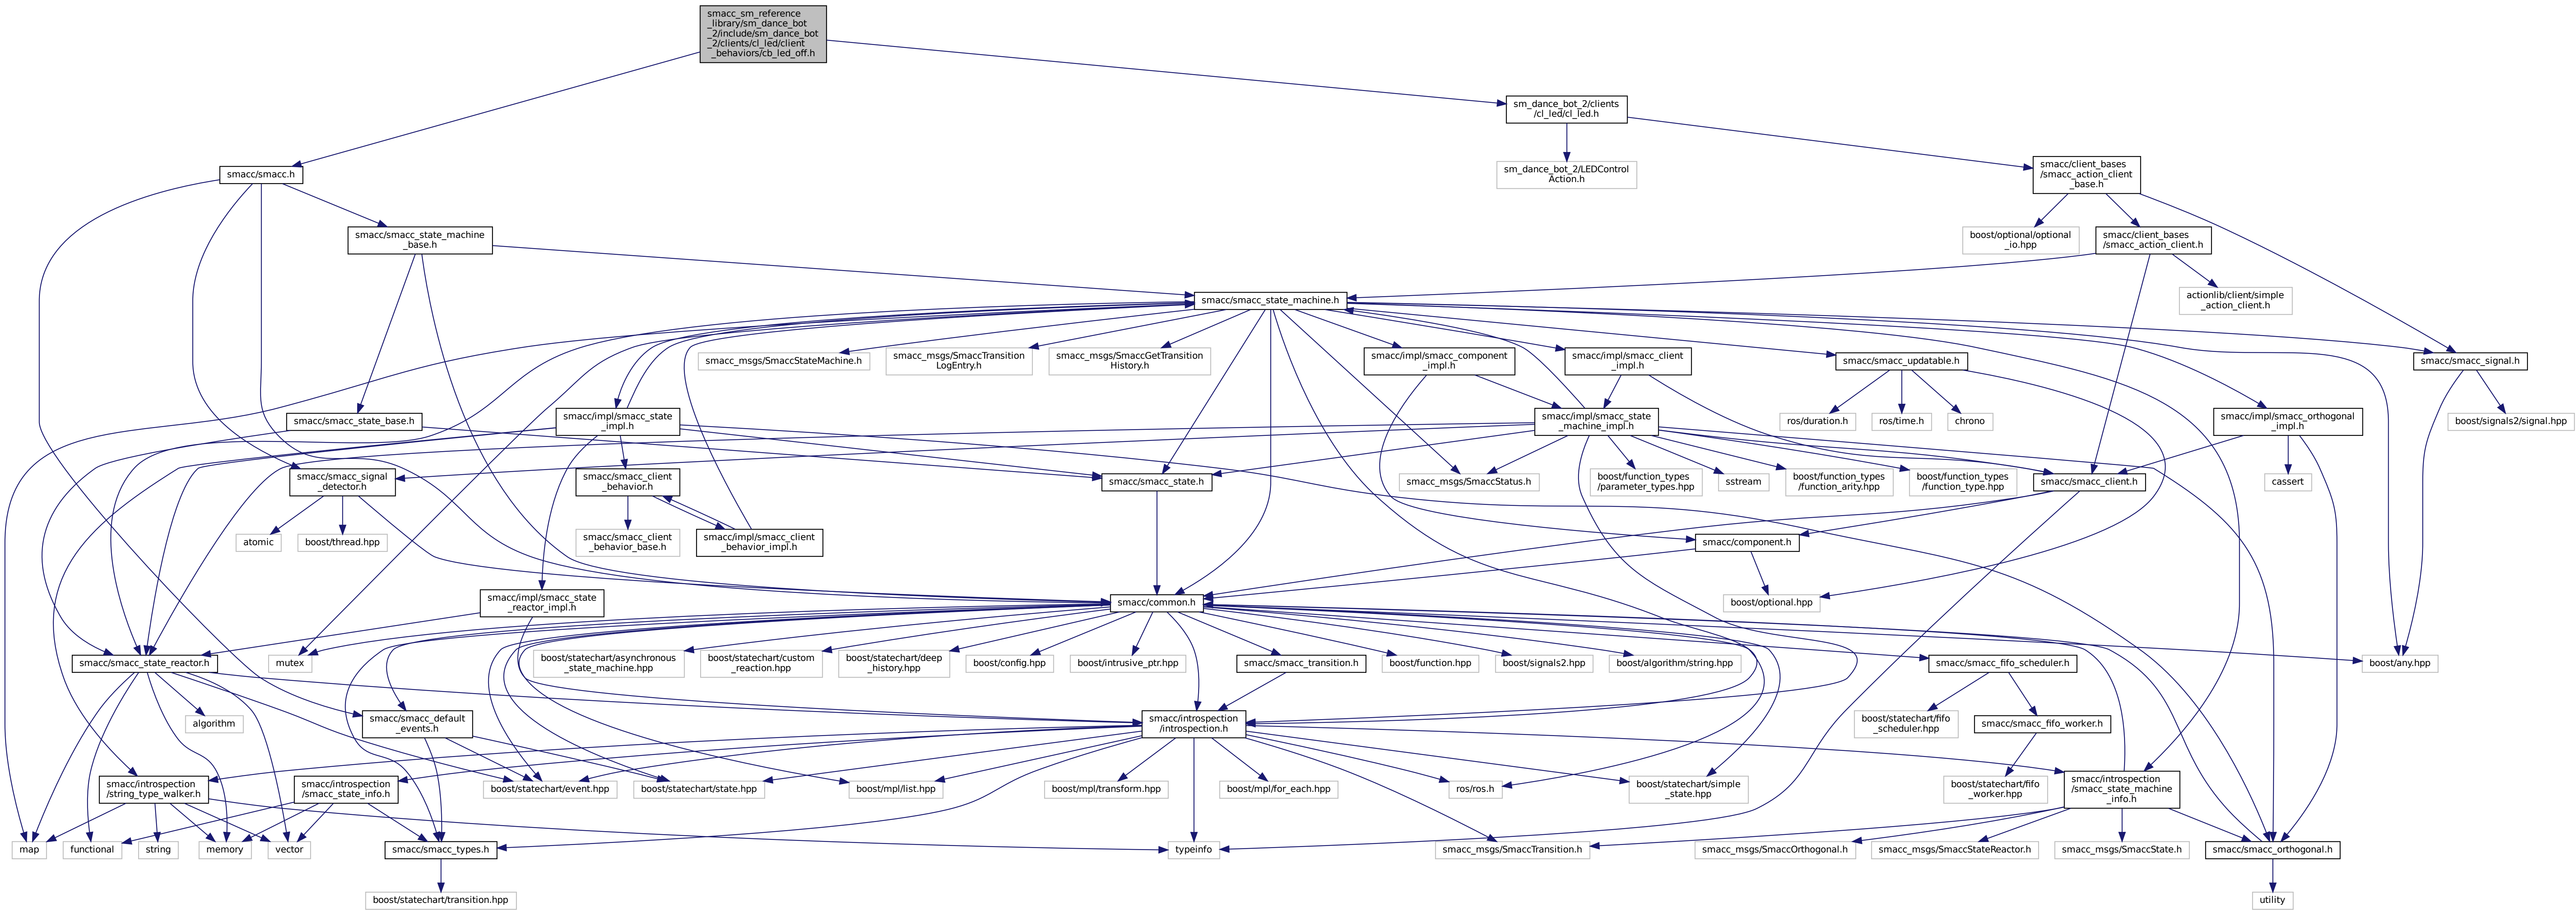 smacc_sm_reference
_library/sm_dance_bot
_2/include/sm_dance_bot
_2/clients/cl_led/client
_behaviors/cb_led_off.h
sm_dance_bot_2/clients
/cl_led/cl_led.h
smacc/smacc.h
sm_dance_bot_2/LEDControl
Action.h
smacc/client_bases
/smacc_action_client
_base.h
smacc/smacc_state_machine
_base.h
boost/optional/optional
_io.hpp
smacc/client_bases
/smacc_action_client.h
smacc/smacc_state_machine.h
actionlib/client/simple
_action_client.h
smacc_msgs/SmaccStateMachine.h
smacc_msgs/SmaccTransition
LogEntry.h
smacc_msgs/SmaccGetTransition
History.h
smacc/impl/smacc_component
_impl.h
smacc/impl/smacc_client
_impl.h
smacc/smacc_updatable.h
smacc/smacc_signal.h
smacc/smacc_state_base.h
smacc/impl/smacc_state
_impl.h
smacc/impl/smacc_state
_machine_impl.h
ros/duration.h
ros/time.h
chrono
smacc/impl/smacc_orthogonal
_impl.h
boost/signals2/signal.hpp
smacc/smacc_signal
_detector.h
smacc/smacc_client
_behavior.h
smacc/smacc_state.h
smacc_msgs/SmaccStatus.h
boost/function_types
/parameter_types.hpp
sstream
boost/function_types
/function_arity.hpp
boost/function_types
/function_type.hpp
smacc/smacc_client.h
cassert
atomic
boost/thread.hpp
smacc/smacc_client
_behavior_base.h
smacc/impl/smacc_client
_behavior_impl.h
smacc/component.h
smacc/impl/smacc_state
_reactor_impl.h
smacc/common.h
boost/optional.hpp
smacc/smacc_state_reactor.h
mutex
boost/statechart/asynchronous
_state_machine.hpp
boost/statechart/custom
_reaction.hpp
boost/statechart/deep
_history.hpp
boost/config.hpp
boost/intrusive_ptr.hpp
smacc/smacc_transition.h
boost/function.hpp
boost/signals2.hpp
boost/algorithm/string.hpp
smacc/smacc_fifo_scheduler.h
boost/any.hpp
algorithm
smacc/smacc_default
_events.h
smacc/introspection
/introspection.h
boost/statechart/fifo
_scheduler.hpp
smacc/smacc_fifo_worker.h
smacc/introspection
/string_type_walker.h
smacc/introspection
/smacc_state_info.h
boost/statechart/event.hpp
boost/statechart/state.hpp
boost/mpl/list.hpp
boost/mpl/transform.hpp
boost/mpl/for_each.hpp
ros/ros.h
boost/statechart/simple
_state.hpp
boost/statechart/fifo
_worker.hpp
smacc/introspection
/smacc_state_machine
_info.h
map
functional
string
memory
vector
smacc/smacc_types.h
typeinfo
smacc_msgs/SmaccTransition.h
smacc_msgs/SmaccOrthogonal.h
smacc_msgs/SmaccStateReactor.h
smacc_msgs/SmaccState.h
smacc/smacc_orthogonal.h
boost/statechart/transition.hpp
utility